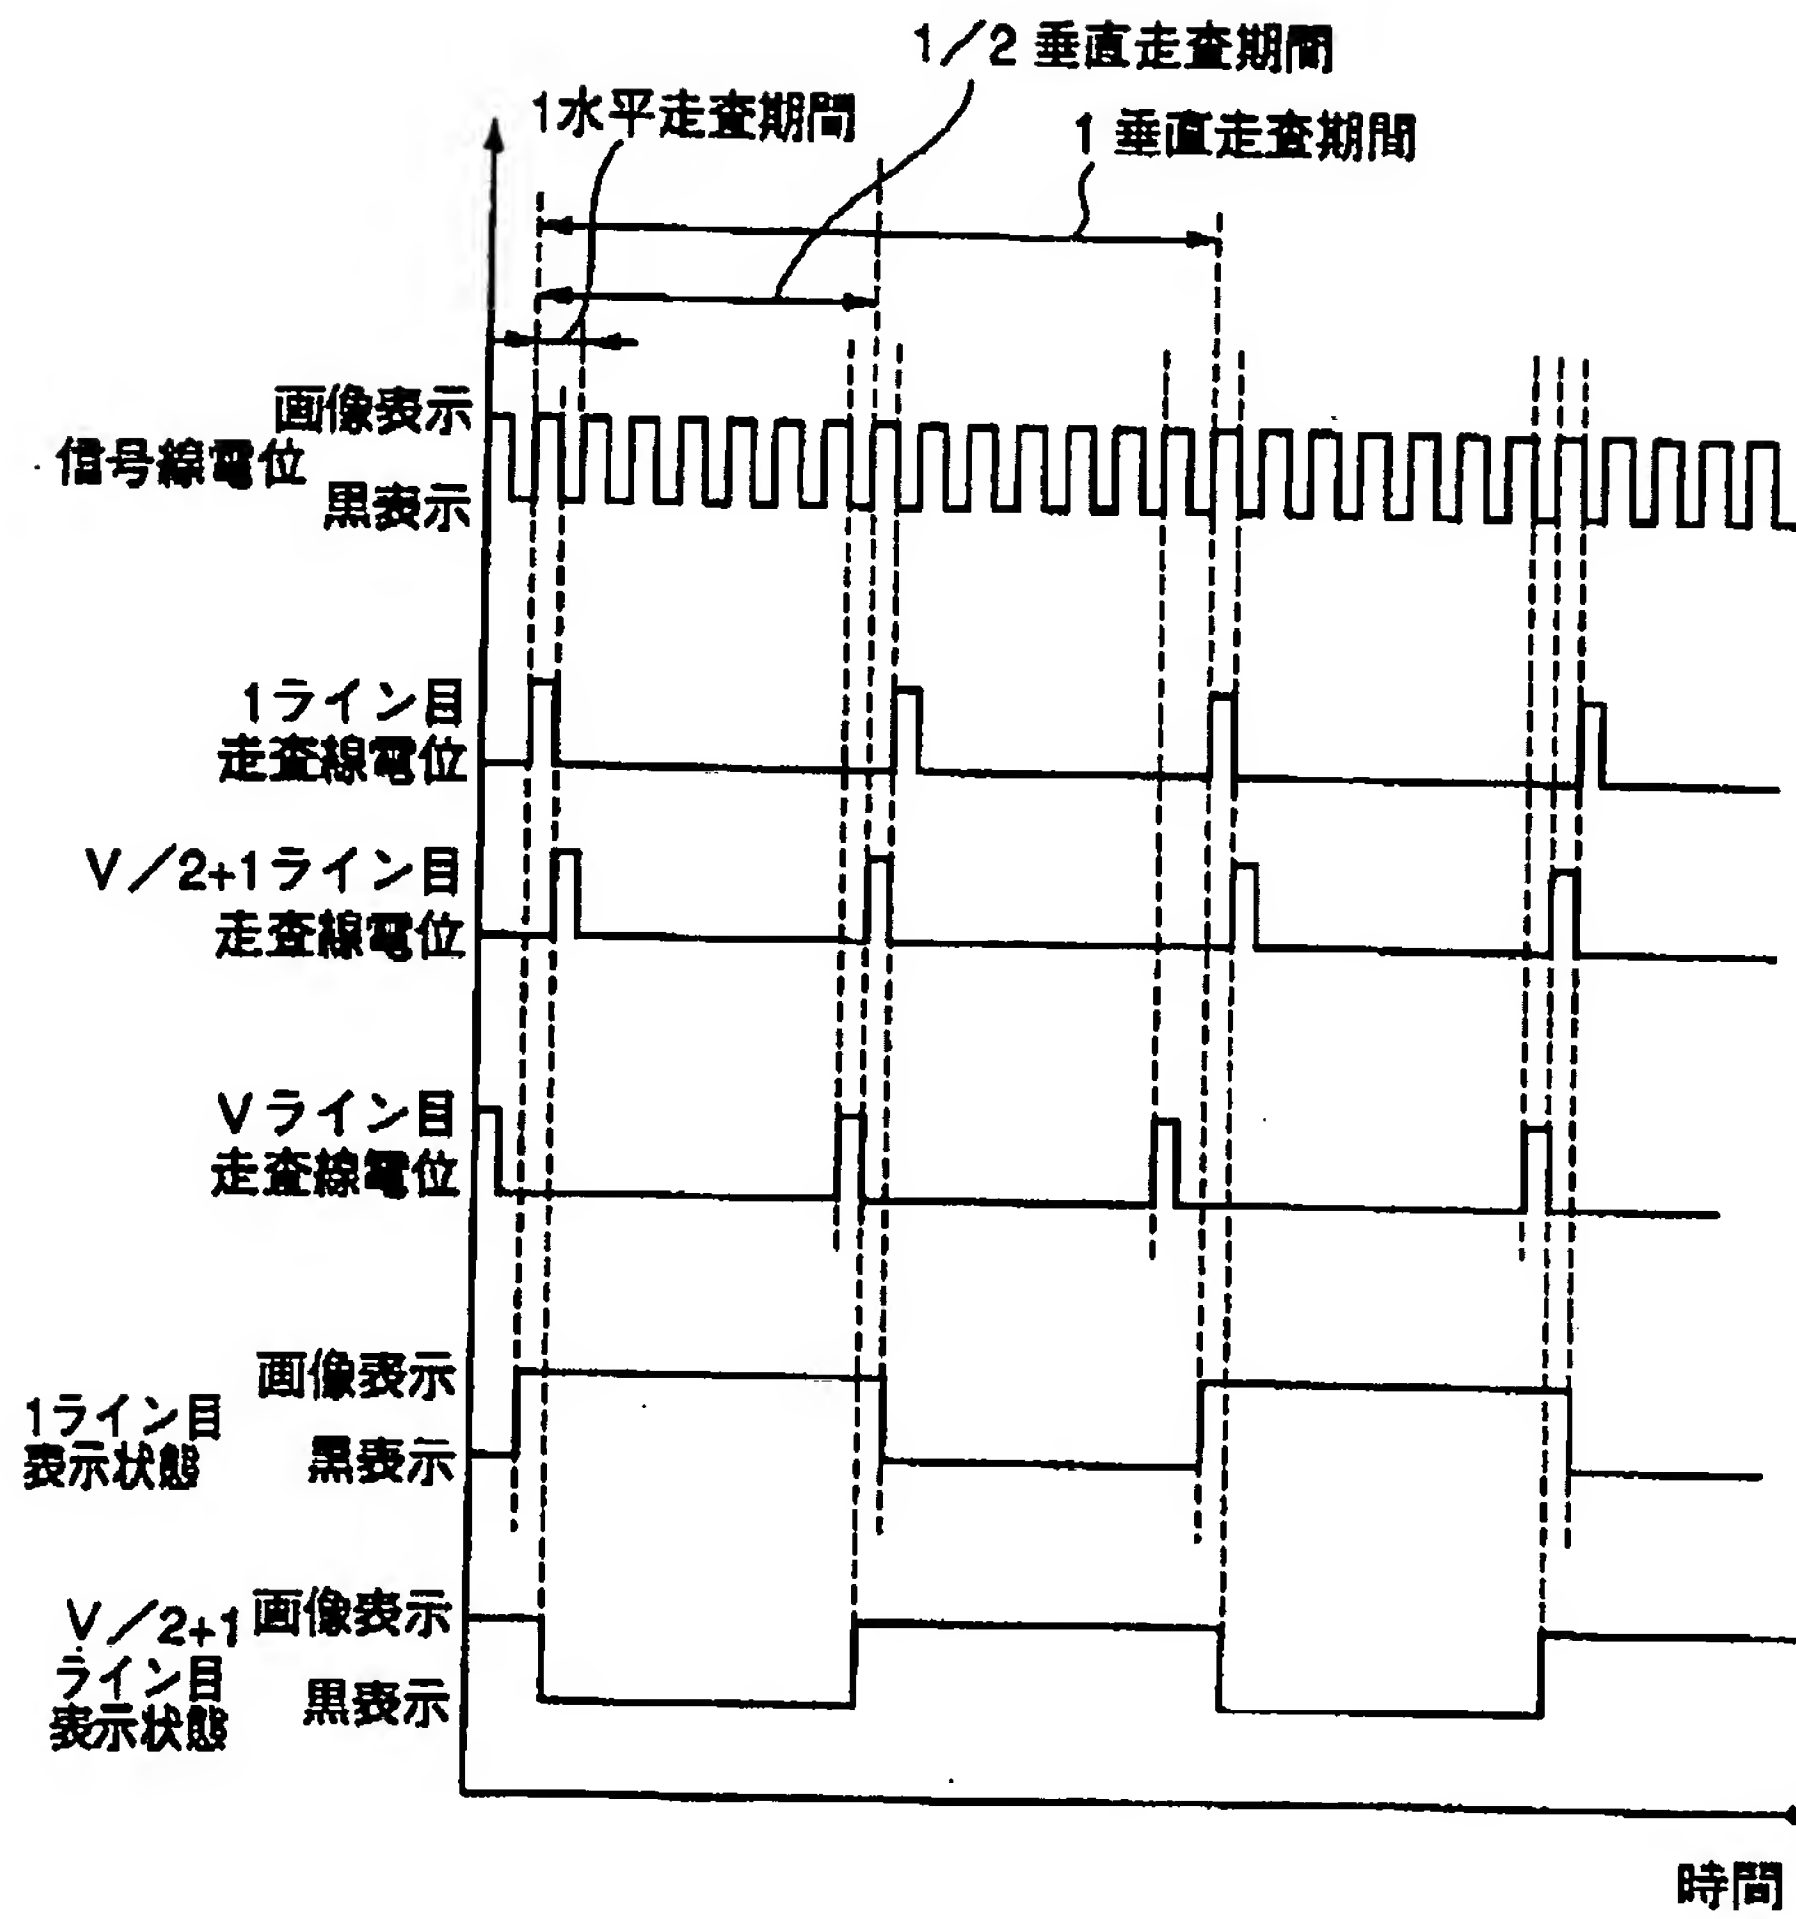 1/2 垂直走査期間
1水平走査期間
1 垂直走査期間
画像表示
信号線電位
黒表示
1ライン目
走査線電位
V/2+1ライン目
走査線電位
Vライン目
走査線電位
画像表示
1ライン目
表示状態
黒表示
V/2+1
画像表示
ライン目
表示状態
黒表示
時間